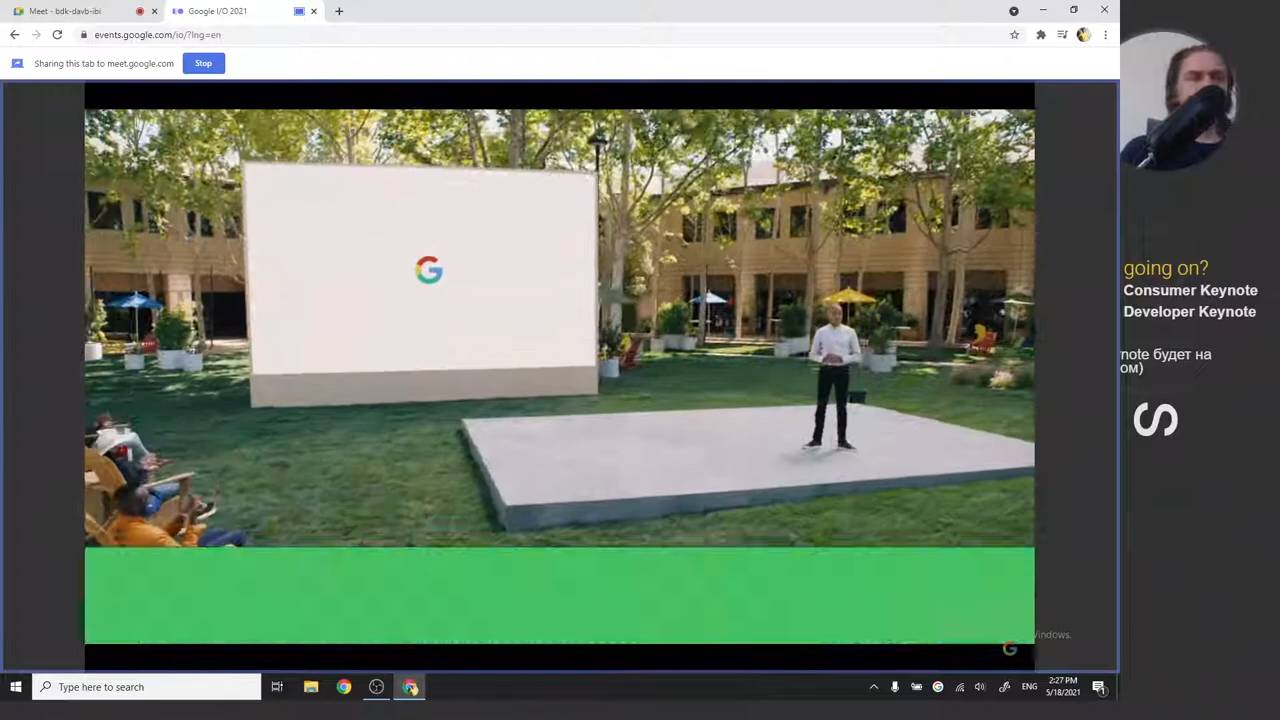 Meet - bdk-davb-ibi
Google I/O 2021
events.google.com/io/?lng=en
Sharing this tab to meet.google.com
Stop
going on?
Consumer Keynote
Developer Keynote
note будет на
ом)
S
Windows.
Type here to search
ENG
2:27 PM
5/18/2021